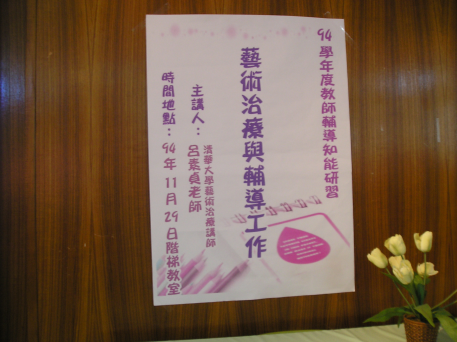 94學年度教師輔導知能研習
藝術治療與輔導工作
清華大學藝術治療講師
主講人：呂素貞老師
時間地點：94年11月29日階梯教室